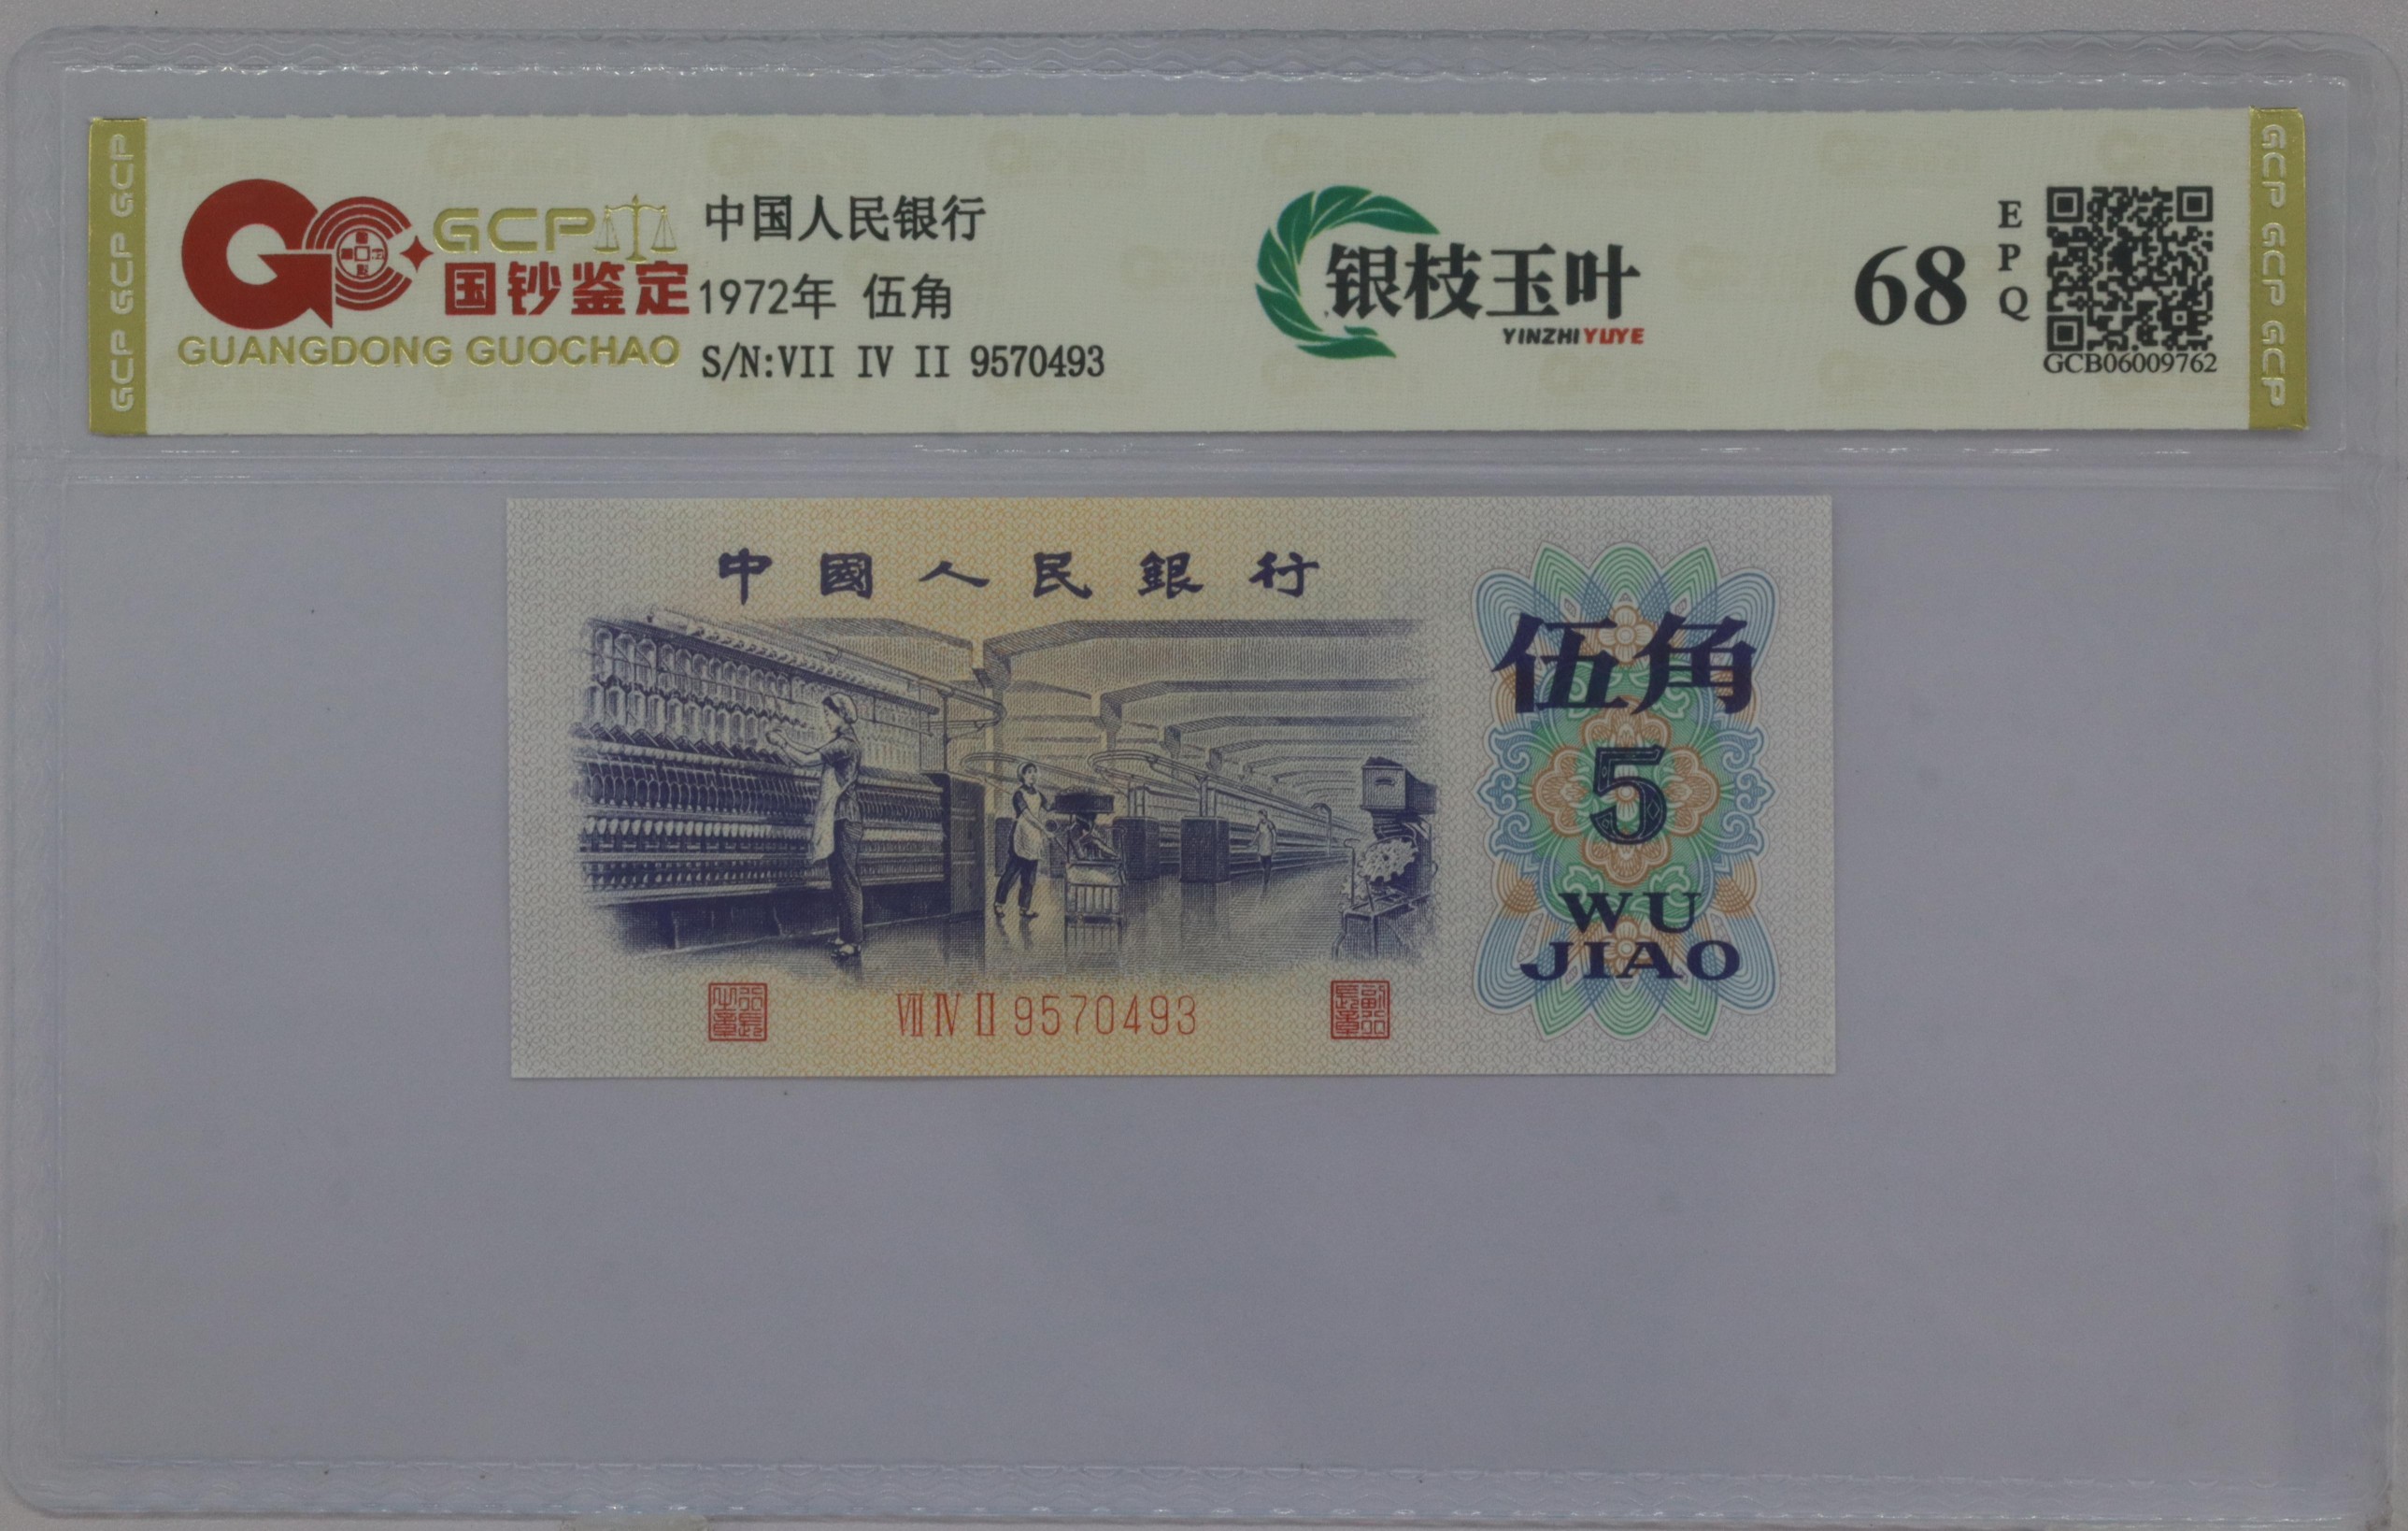 GCP GCP GCP
GCP
国钞鉴定
GUANGDONG GUOCHAO
中国人民银行
1972年 伍角
S/N:VII IV II 9570493
银枝玉叶
YINZHIYUYE
68
EPQ
GCB06009762
GCP GCP GCP
中國人民銀行
伍角
5
WU
JIAO
VII IV II 9570493